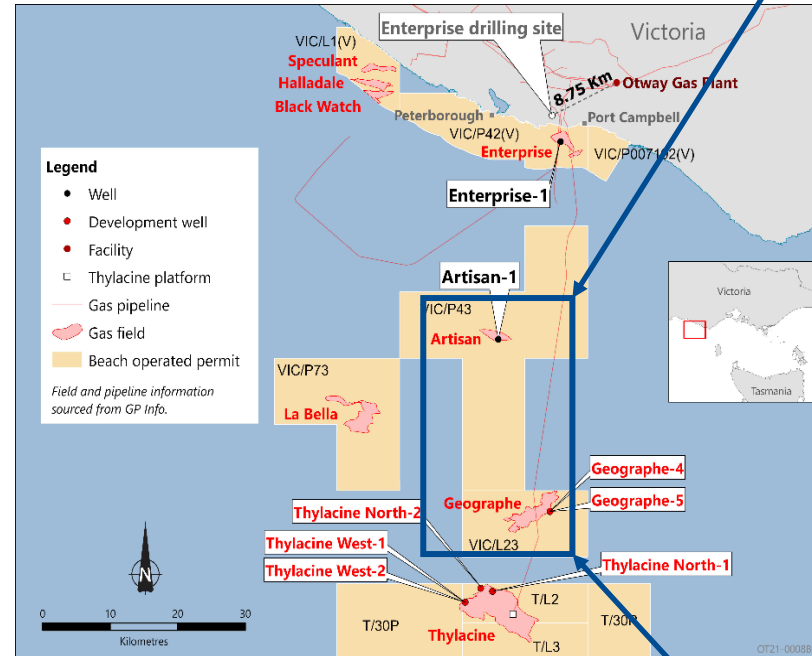 Enterprise drilling site
Victoria
VIC/L1(V)
Speculant
Halladale
Black Watch
8.75 Km
Otway Gas Plant
Peterborough
Port Campbell
VIC/P42(V)
Enterprise
VIC/P007192(V)
Enterprise-1
Legend
Well
Development well
Facility
Thylacine platform
Gas pipeline
Gas field
Beach operated permit
Field and pipeline information
sourced from GP Info.
Artisan-1
VIC/P43
Artisan
Victoria
Tasmania
VIC/P73
La Bella
Geographe-4
Geographe
Geographe-5
Thylacine North-2
Thylacine West-1
VIC/L23
Thylacine West-2
Thylacine North-1
N
T/L2
T/30P
T/30P
Thylacine
T/L3
0 10 20 30
Kilometres
OT21-0008B